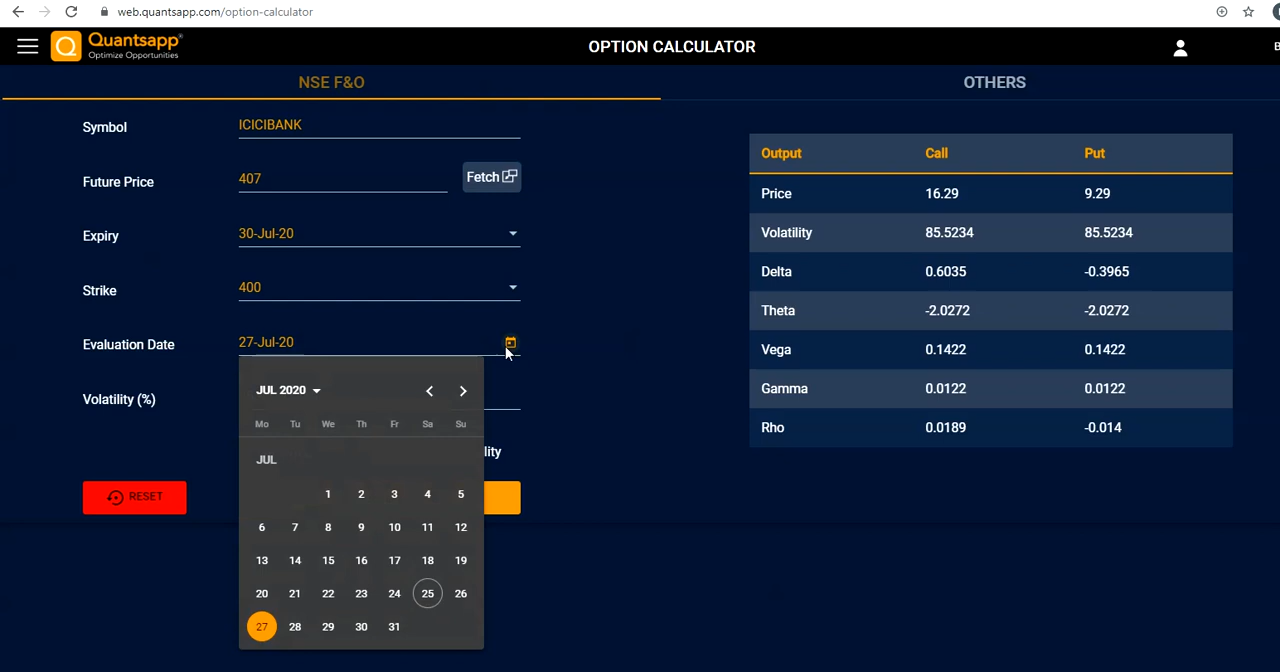 web.quantsapp.com/option-calculator
Quantsapp
Optimize Opportunities
OPTION CALCULATOR
B
NSE F&O
OTHERS
Symbol
ICICIBANK
Future Price
407
Fetch
Expiry
30-Jul-20
Strike
400
Evaluation Date
27-Jul-20
Volatility (%)
lity
RESET
JUL 2020
Mo Tu We Th Fr Sa Su
JUL
1 2 3 4 5
6 7 8 9 10 11 12
13 14 15 16 17 18 19
20 21 22 23 24 25 26
27 28 29 30 31
Output Call Put
Price 16.29 9.29
Volatility 85.5234 85.5234
Delta 0.6035 -0.3965
Theta -2.0272 -2.0272
Vega 0.1422 0.1422
Gamma 0.0122 0.0122
Rho 0.0189 -0.014